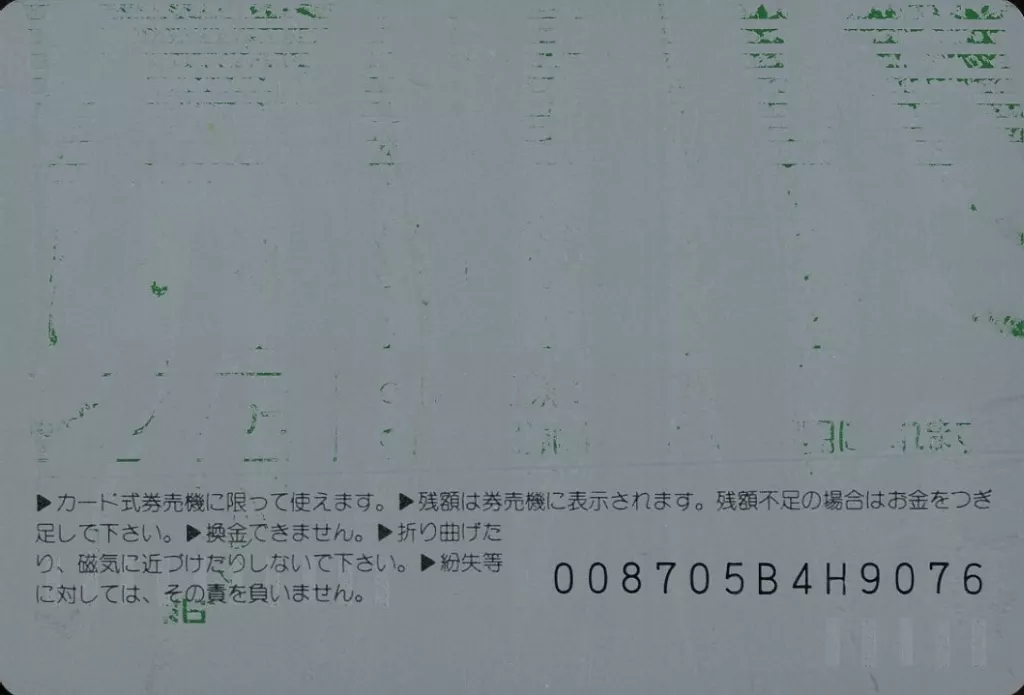 ▶カード式券売機に限って使えます。▶残額は券売機に表示されます。残額不足の場合はお金をつぎ
足して下さい。▶換金できません。▶折り曲げた
り、磁気に近づけたりしないで下さい。▶紛失等
に対しては、その責を負いません。
008705B4H9076